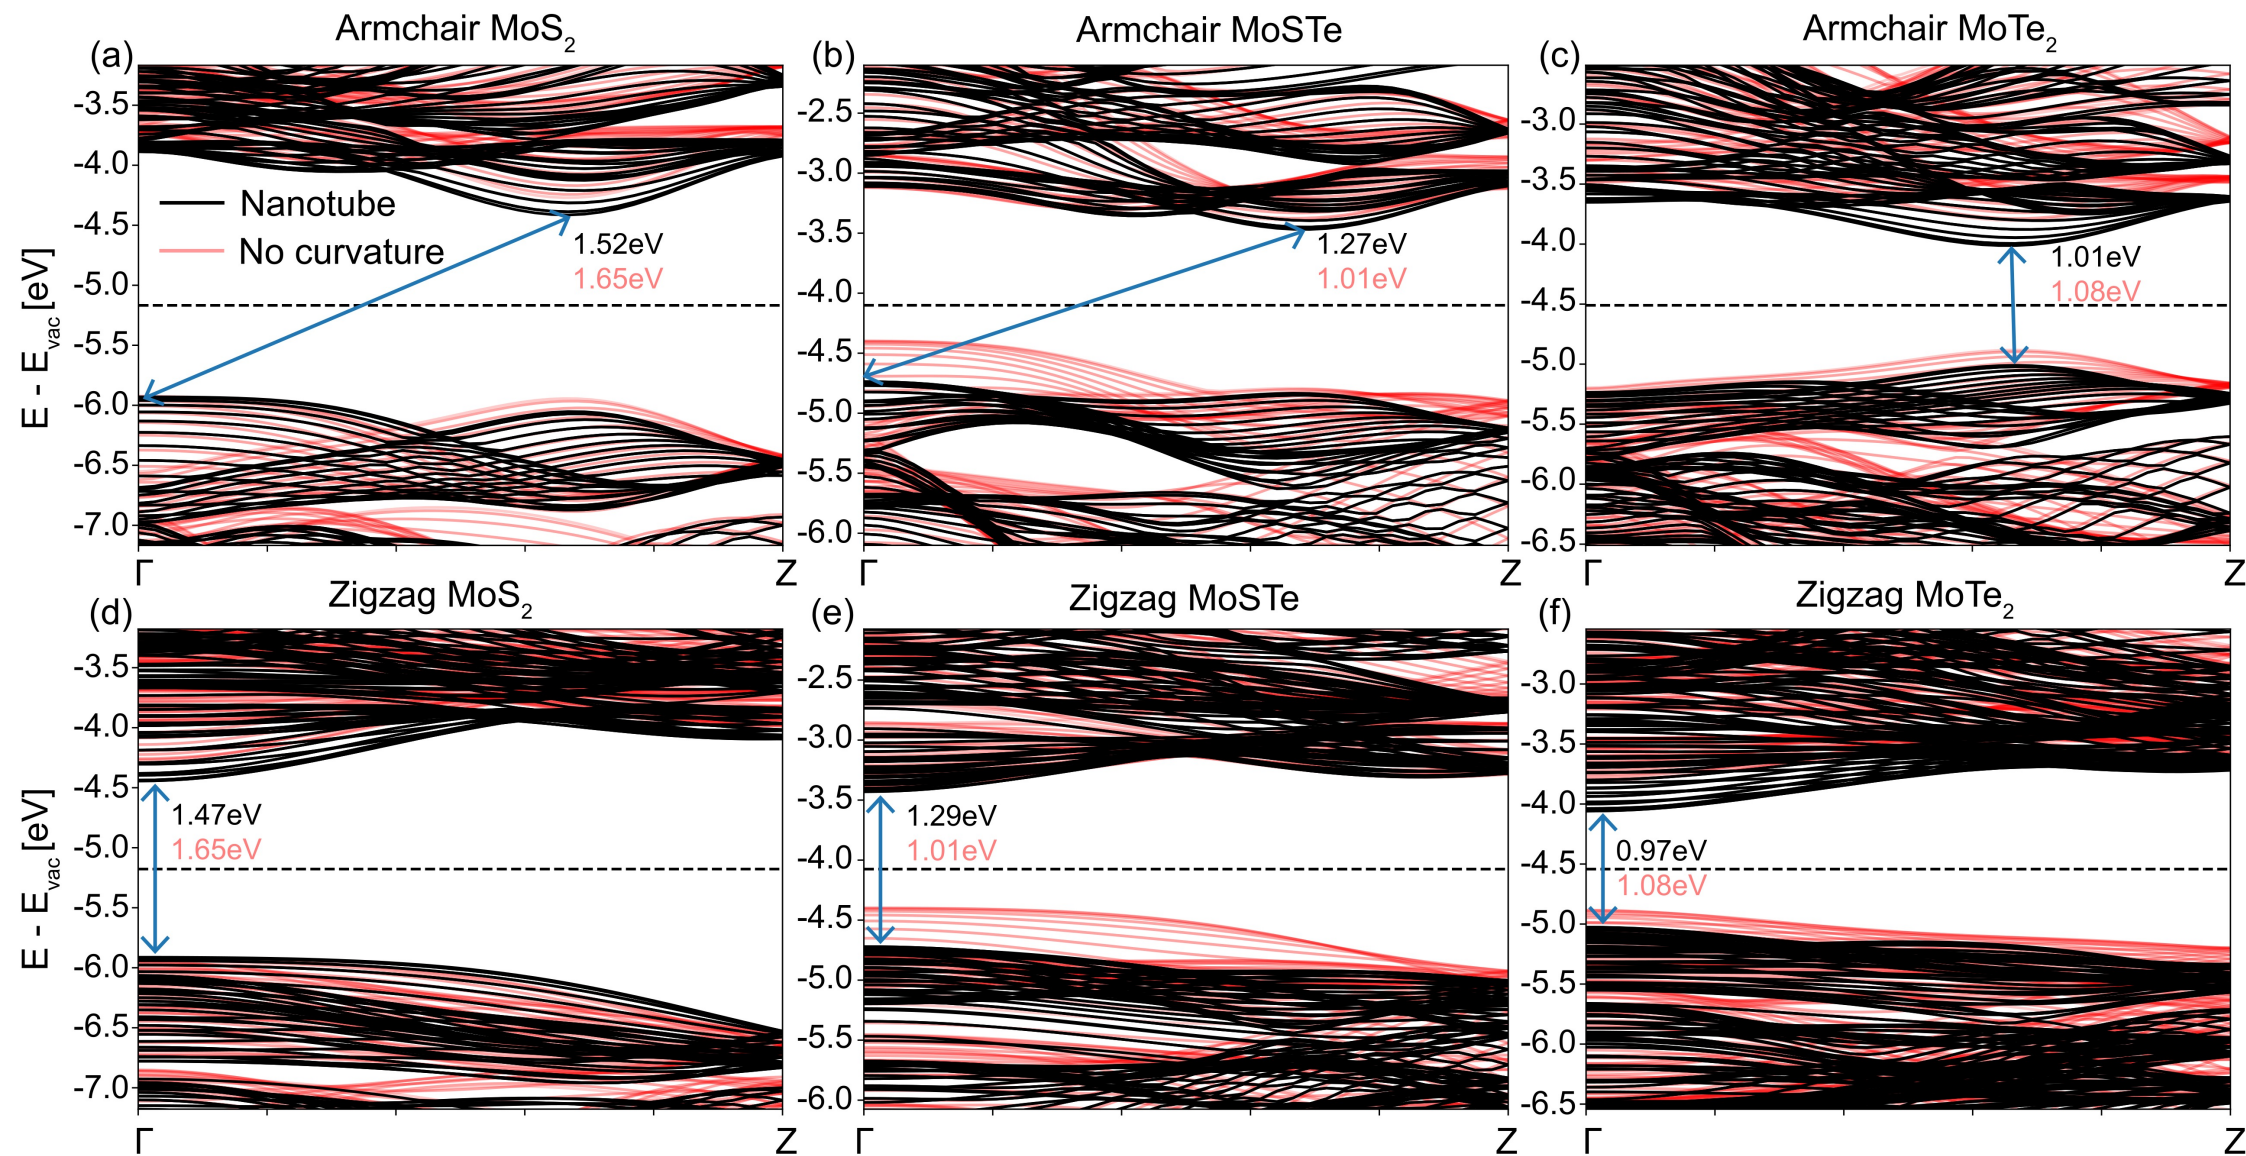 Armchair MoS2
(a)
-3.5
-4.0
-4.5
-5.0
-5.5
-6.0
-6.5
-7.0
E - Evac [eV]
Nanotube
No curvature
1.52eV
1.65eV
Γ
Z
Armchair MoSTe
(b)
-2.5
-3.0
-3.5
-4.0
-4.5
-5.0
-5.5
-6.0
1.27eV
1.01eV
Γ
Z
Armchair MoTe2
(c)
-3.0
-3.5
-4.0
-4.5
-5.0
-5.5
-6.0
-6.5
1.01eV
1.08eV
Γ
Z
Zigzag MoS2
(d)
-3.5
-4.0
-4.5
-5.0
-5.5
-6.0
-6.5
-7.0
E - Evac [eV]
1.47eV
1.65eV
Γ
Z
Zigzag MoSTe
(e)
-2.5
-3.0
-3.5
-4.0
-4.5
-5.0
-5.5
-6.0
1.29eV
1.01eV
Γ
Z
Zigzag MoTe2
(f)
-3.0
-3.5
-4.0
-4.5
-5.0
-5.5
-6.0
-6.5
0.97eV
1.08eV
Γ
Z